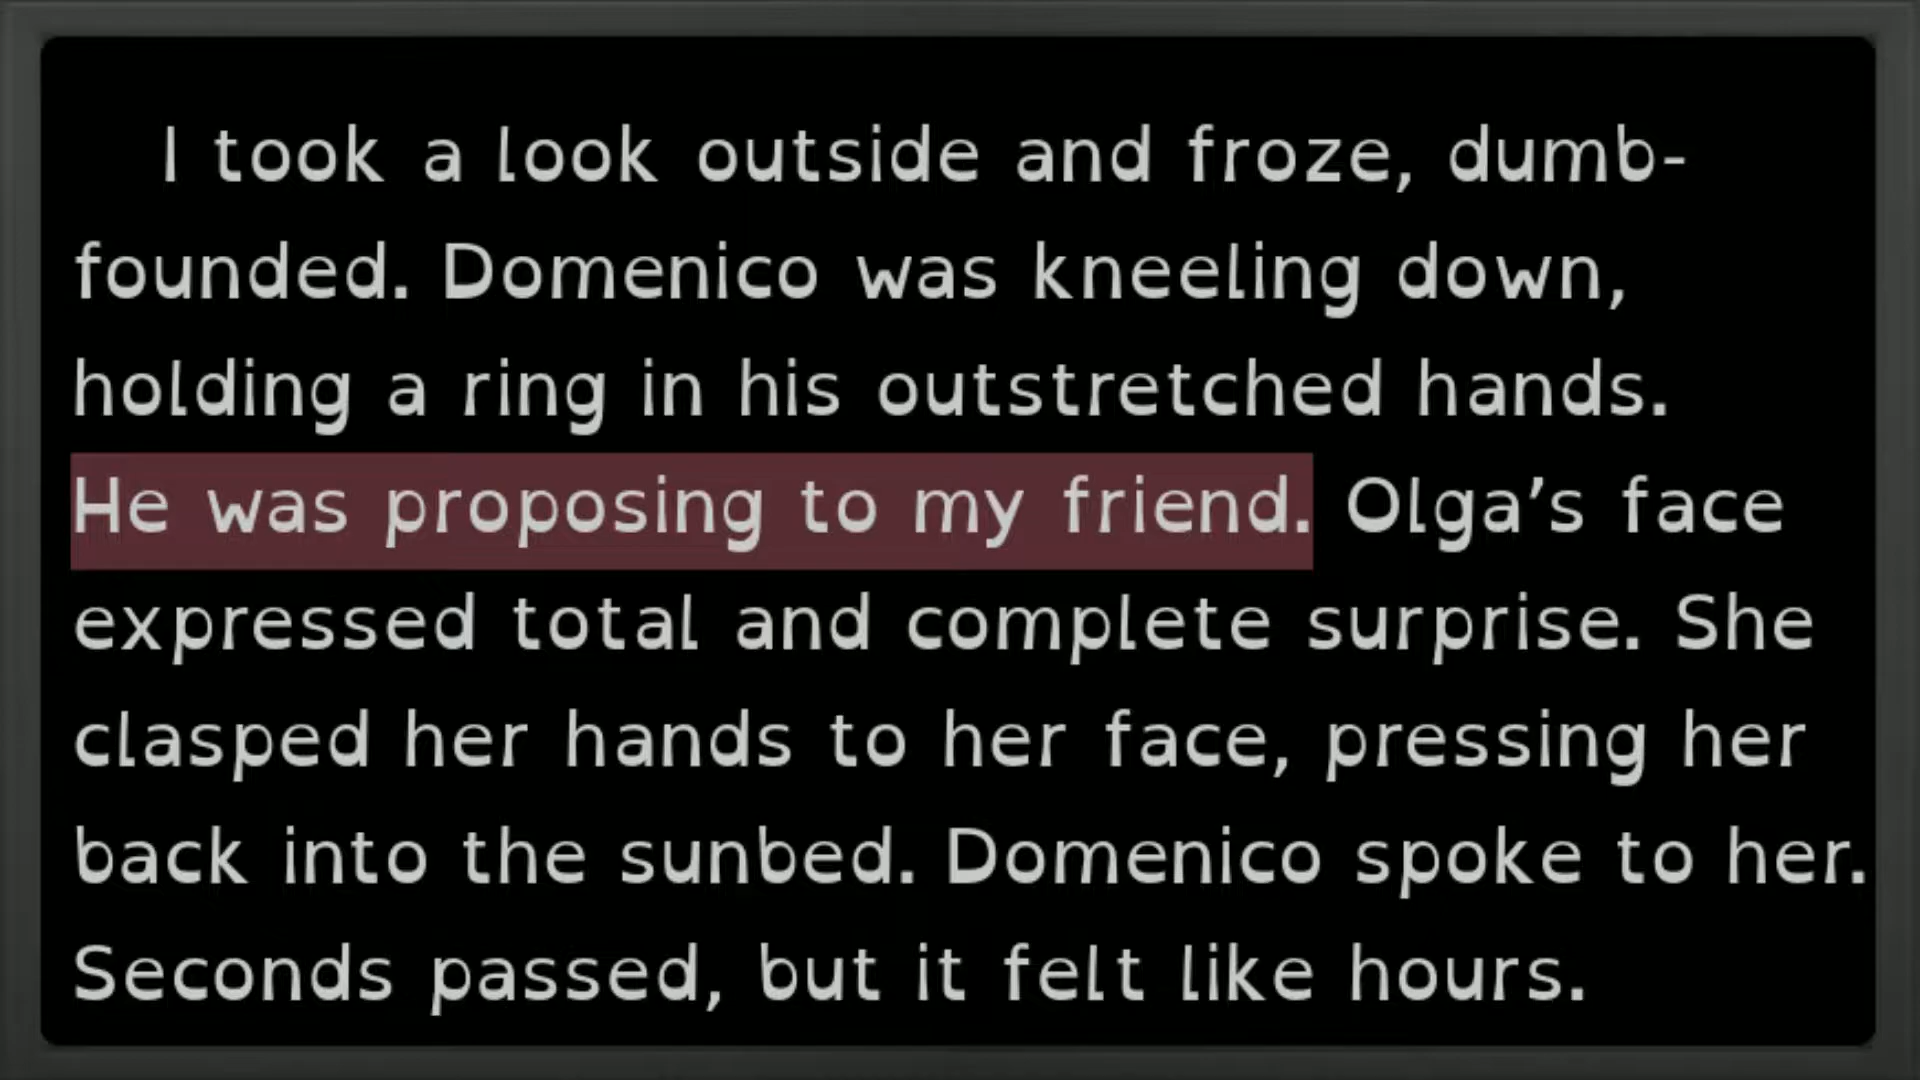 I took a look outside and froze, dumb-
founded. Domenico was kneeling down,
holding a ring in his outstretched hands.
He was proposing to my friend. Olga’s face
expressed total and complete surprise. She
clasped her hands to her face, pressing her
back into the sunbed. Domenico spoke to her.
Seconds passed, but it felt like hours.